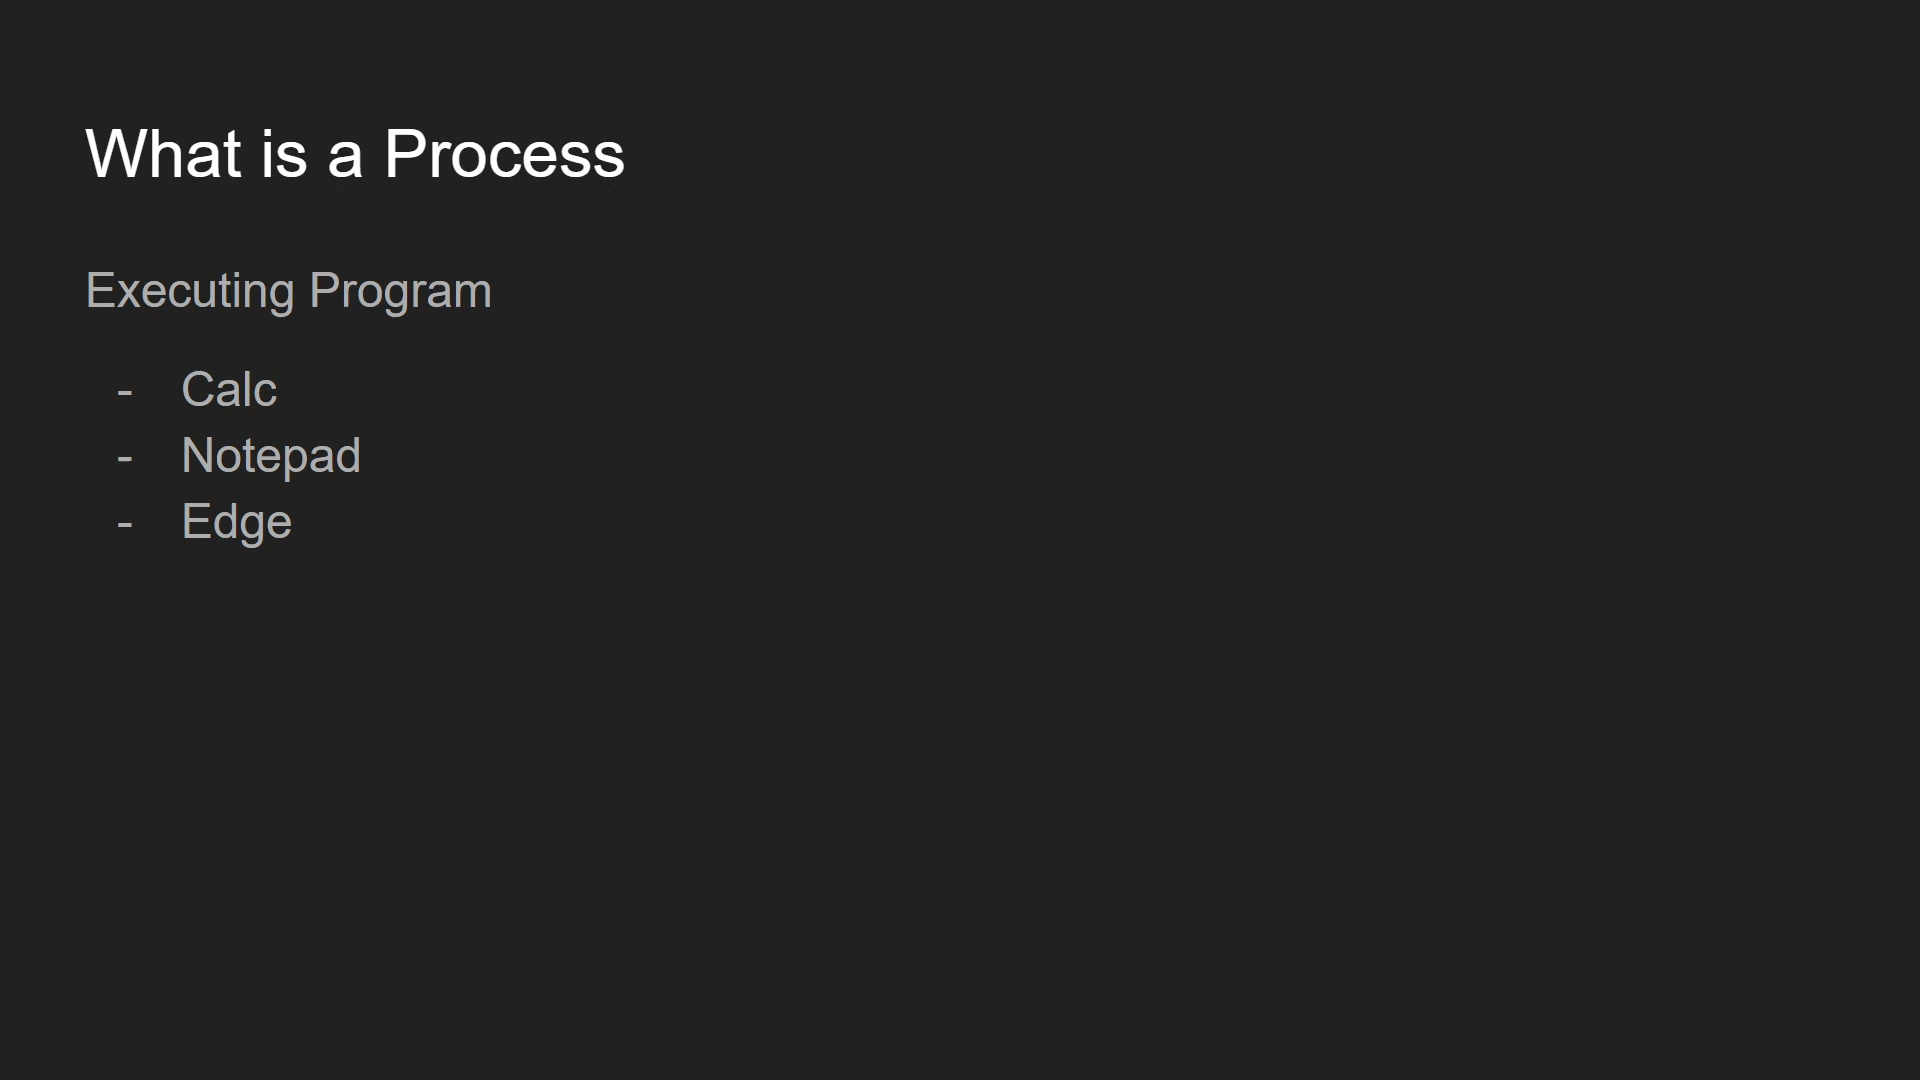 What is a Process
Executing Program
- Calc
- Notepad
- Edge